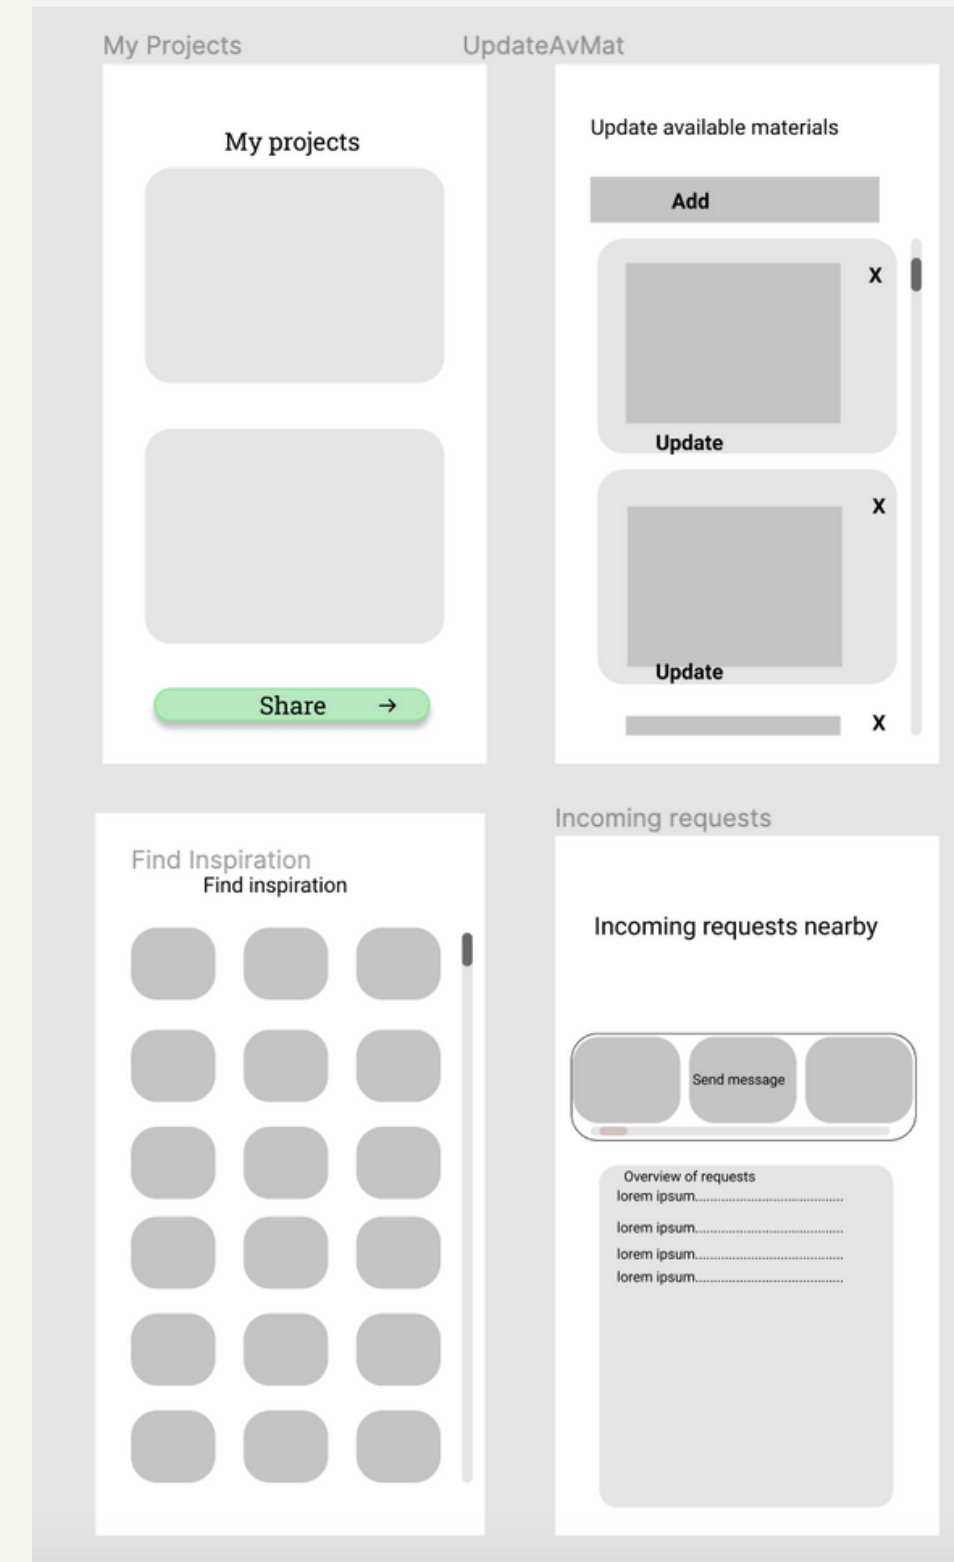 My Projects
My projects
Share →
UpdateAvMat
Update available materials
Add
X
Update
X
Update
X
Find Inspiration
Find inspiration
Incoming requests
Incoming requests nearby
Send message
Overview of requests
lorem ipsum.......................................
lorem ipsum.......................................
lorem ipsum.......................................
lorem ipsum.......................................